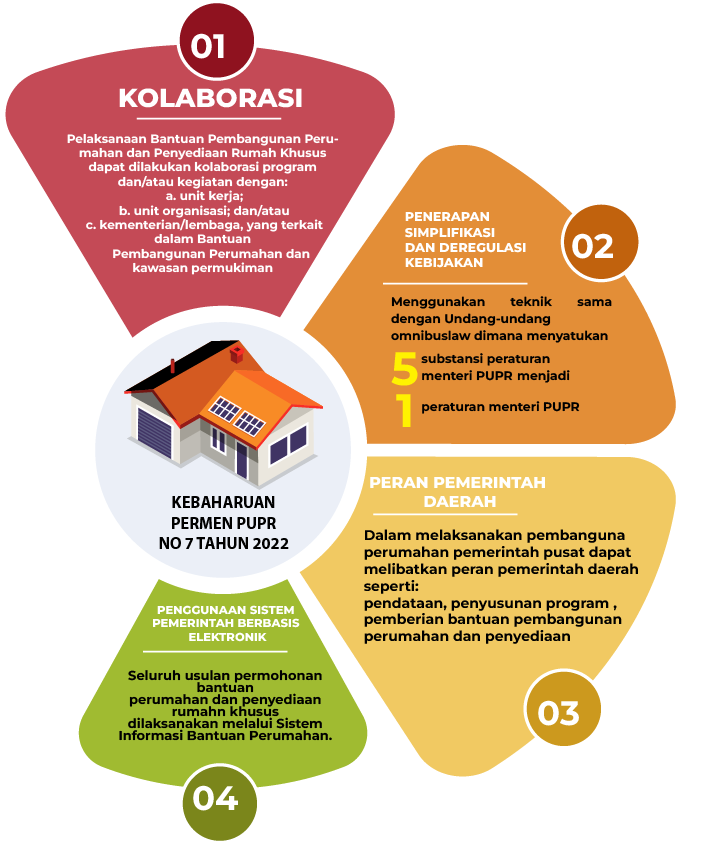 01
KOLABORASI
Pelaksanaan Bantuan Pembangunan Peru-
mahan dan Penyediaan Rumah Khusus
dapat dilakukan kolaborasi program
dan/atau kegiatan dengan:
a. unit kerja;
b. unit organisasi; dan/atau
c. kementerian/lembaga, yang terkait
dalam Bantuan
Pembangunan Perumahan dan
kawasan permukiman
02
PENERAPAN
SIMPLIFIKASI
DAN DEREGULASI
KEBIJAKAN
Menggunakan teknik sama
dengan Undang-undang
omnibuslaw dimana menyatukan
5 substansi peraturan
menteri PUPR menjadi
1 peraturan menteri PUPR
KEBAHARUAN
PERMEN PUPR
NO 7 TAHUN 2022
PERAN PEMERINTAH
DAERAH
Dalam melaksanakan pembanguna
perumahan pemerintah pusat dapat
melibatkan peran pemerintah daerah
seperti:
pendataan, penyusunan program ,
pemberian bantuan pembangunan
perumahan dan penyediaan
03
PENGGUNAAN SISTEM
PEMERINTAH BERBASIS
ELEKTRONIK
Seluruh usulan permohonan
bantuan
perumahan dan penyediaan
rumahn khusus
dilaksanakan melalui Sistem
Informasi Bantuan Perumahan.
04